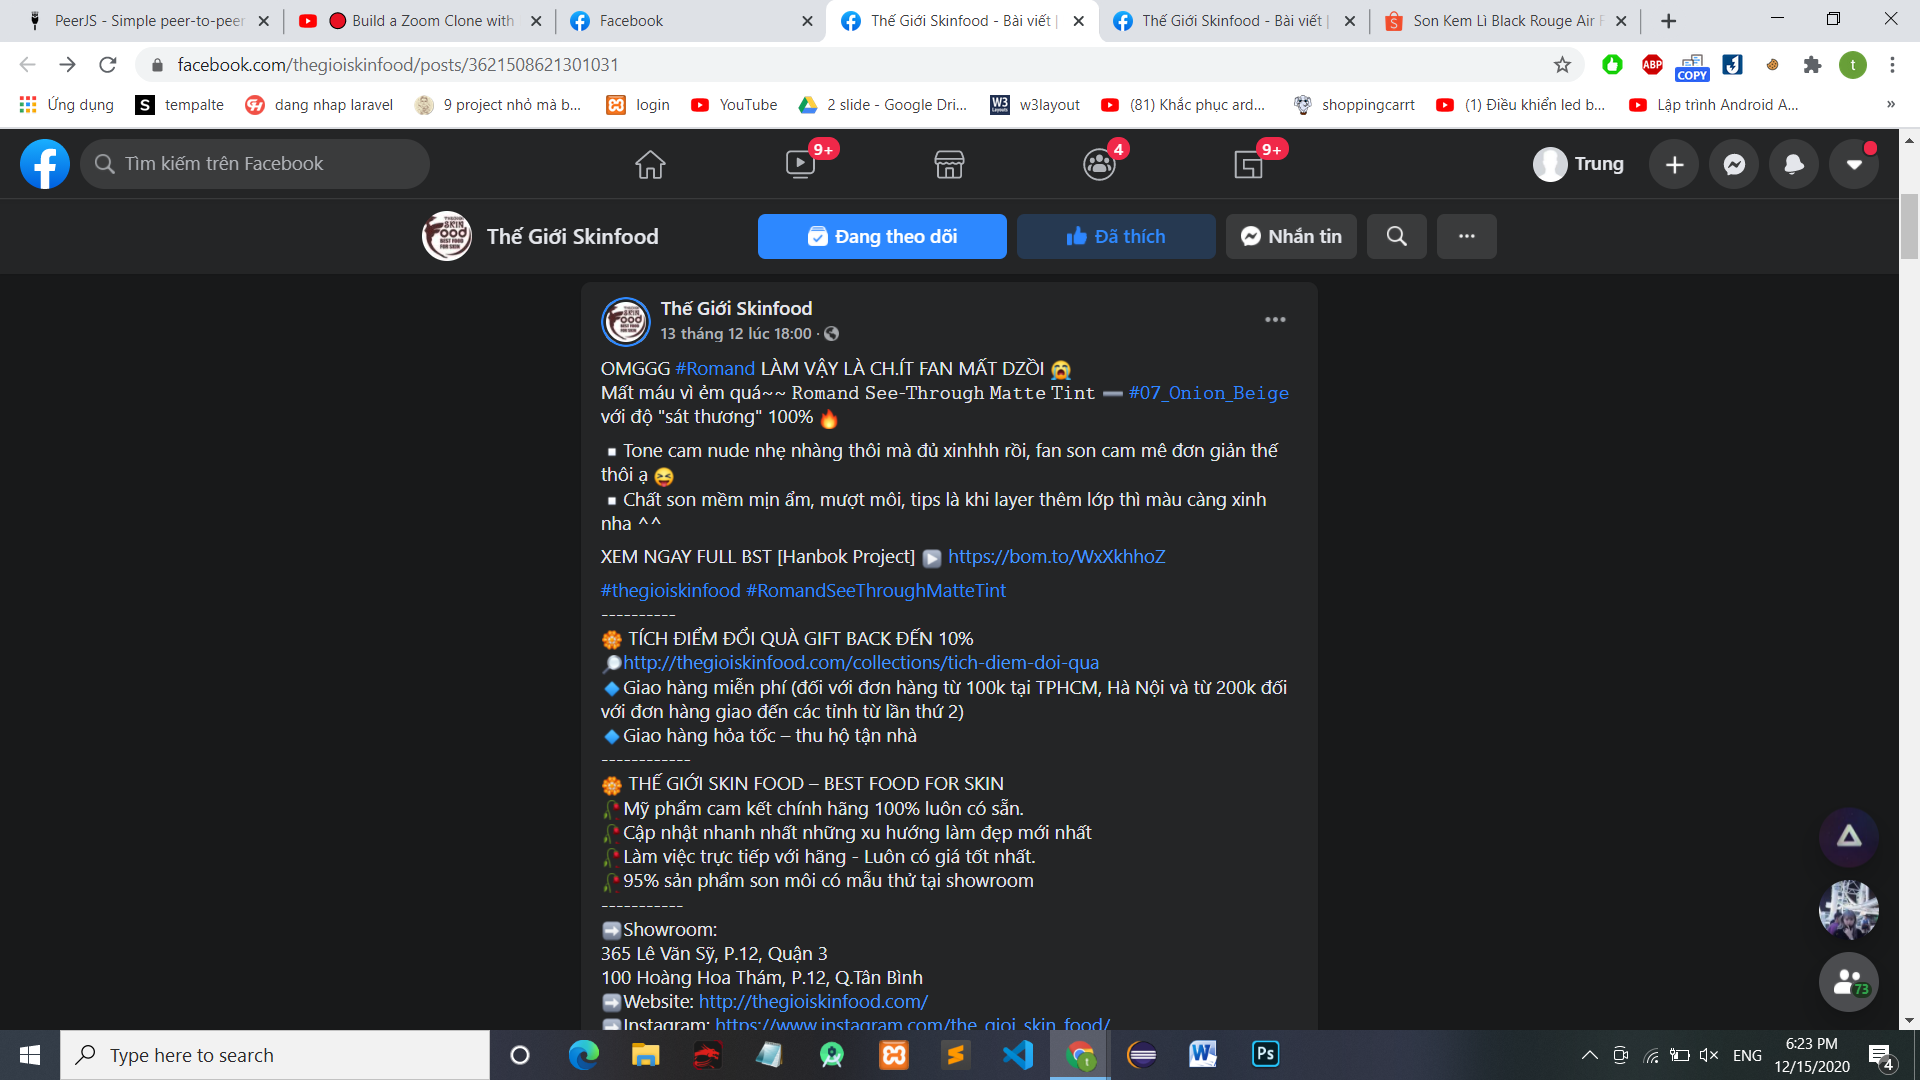 PeerJS - Simple peer-to-peer
Build a Zoom Clone with
Facebook
Thế Giới Skinfood - Bài viết |
Thế Giới Skinfood - Bài viết |
Son Kem Lì Black Rouge Air F
facebook.com/thegioiskinfood/posts/3621508621301031
ABP
COPY
t
Ứng dụng
S tempalte
dang nhap laravel
9 project nhỏ mà b...
login
YouTube
2 slide - Google Dri...
w3layout
(81) Khắc phục ard...
shoppingcarrt
(1) Điều khiển led b...
Lập trình Android A...
»
Tìm kiếm trên Facebook
9+
4
9+
Trung
Thế Giới Skinfood
Đang theo dõi
Đã thích
Nhắn tin
Thế Giới Skinfood
13 tháng 12 lúc 18:00 ·
OMGGG #Romand LÀM VẬY LÀ CH.ÍT FAN MẤT DZỒI 😭
Mất máu vì ẻm quá~~ 𝚁𝚘𝚖𝚊𝚗𝚍 𝚂𝚎𝚎-𝚃𝚑𝚛𝚘𝚞𝚐𝚑 𝙼𝚊𝚝𝚝𝚎 𝚃𝚒𝚗𝚝 ➖ #𝟶𝟽_𝙾𝚗𝚒𝚘𝚗_𝙱𝚎𝚒𝚐𝚎
với độ "sát thương" 100% 🔥
▫️Tone cam nude nhẹ nhàng thôi mà đủ xinhhh rồi, fan son cam mê đơn giản thế
thôi ạ 😝
▫️Chất son mềm mịn ẩm, mượt môi, tips là khi layer thêm lớp thì màu càng xinh
nha ^^
XEM NGAY FULL BST [Hanbok Project] ▶️ https://bom.to/WxXkhhoZ
#thegioiskinfood #RomandSeeThroughMatteTint
----------
🏵 TÍCH ĐIỂM ĐỔI QUÀ GIFT BACK ĐẾN 10%
🔎http://thegioiskinfood.com/collections/tich-diem-doi-qua
🔹Giao hàng miễn phí (đối với đơn hàng từ 100k tại TPHCM, Hà Nội và từ 200k đối
với đơn hàng giao đến các tỉnh từ lần thứ 2)
🔹Giao hàng hỏa tốc – thu hộ tận nhà
------------
🏵 THẾ GIỚI SKIN FOOD – BEST FOOD FOR SKIN
🥀Mỹ phẩm cam kết chính hãng 100% luôn có sẵn.
🥀Cập nhật nhanh nhất những xu hướng làm đẹp mới nhất
🥀Làm việc trực tiếp với hãng - Luôn có giá tốt nhất.
🥀95% sản phẩm son môi có mẫu thử tại showroom
-----------
➡️Showroom:
365 Lê Văn Sỹ, P.12, Quận 3
100 Hoàng Hoa Thám, P.12, Q.Tân Bình
➡️Website: http://thegioiskinfood.com/
➡️Instagram: https://www.instagram.com/the_gioi_skin_food/
73
Type here to search
W
Ps
ENG
6:23 PM
12/15/2020
4